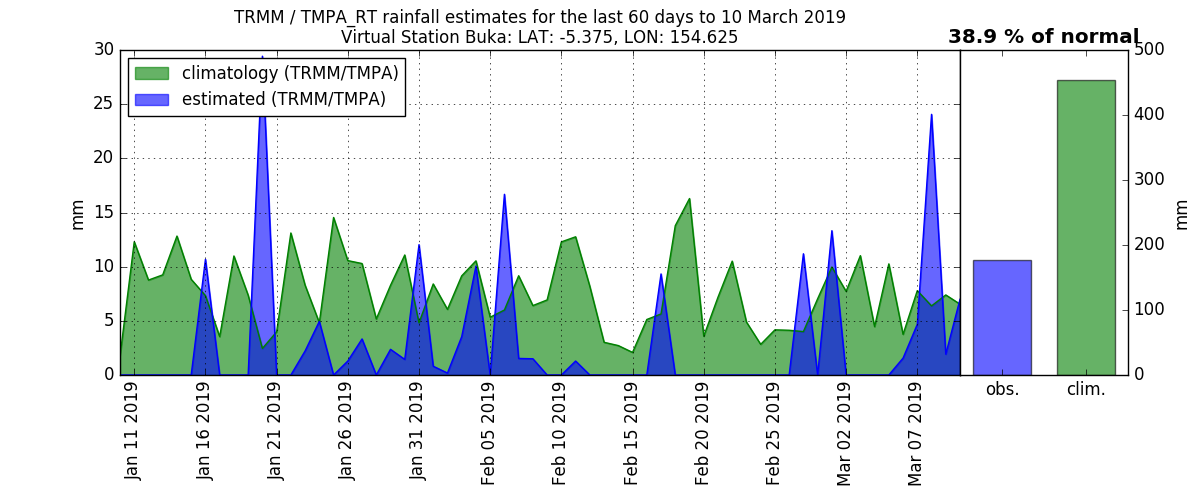 TRMM / TMPA_RT rainfall estimates for the last 60 days to 10 March 2019
Virtual Station Buka: LAT: -5.375, LON: 154.625
38.9 % of normal
climatology (TRMM/TMPA)
estimated (TRMM/TMPA)
30
25
20
15
10
5
0
mm
500
400
300
200
100
0
mm
Jan 11 2019
Jan 16 2019
Jan 21 2019
Jan 26 2019
Jan 31 2019
Feb 05 2019
Feb 10 2019
Feb 15 2019
Feb 20 2019
Feb 25 2019
Mar 02 2019
Mar 07 2019
obs.
clim.